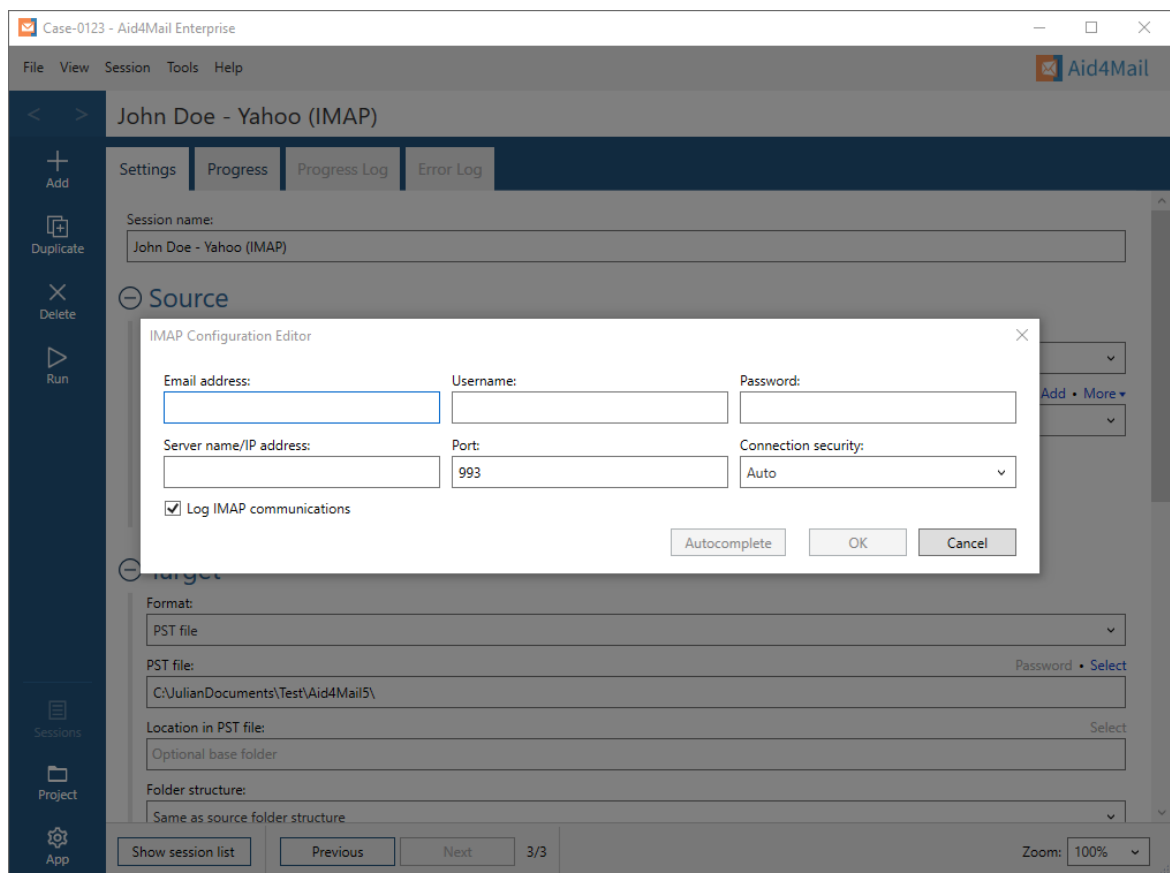 Case-0123 - Aid4Mail Enterprise
File View Session Tools Help
Aid4Mail
< >
John Doe - Yahoo (IMAP)
Add
Duplicate
Delete
Run
Sessions
Project
App
Settings Progress Progress Log Error Log
Session name:
John Doe - Yahoo (IMAP)
Source
Add • More
IMAP Configuration Editor
Email address: Username: Password:
Server name/IP address: Port: Connection security:
993 Auto
Log IMAP communications
Autocomplete OK Cancel
Target
Format:
PST file
PST file: Password • Select
C:\JulianDocuments\Test\Aid4Mail5\
Location in PST file: Select
Optional base folder
Folder structure:
Same as source folder structure
Show session list Previous Next 3/3 Zoom: 100%